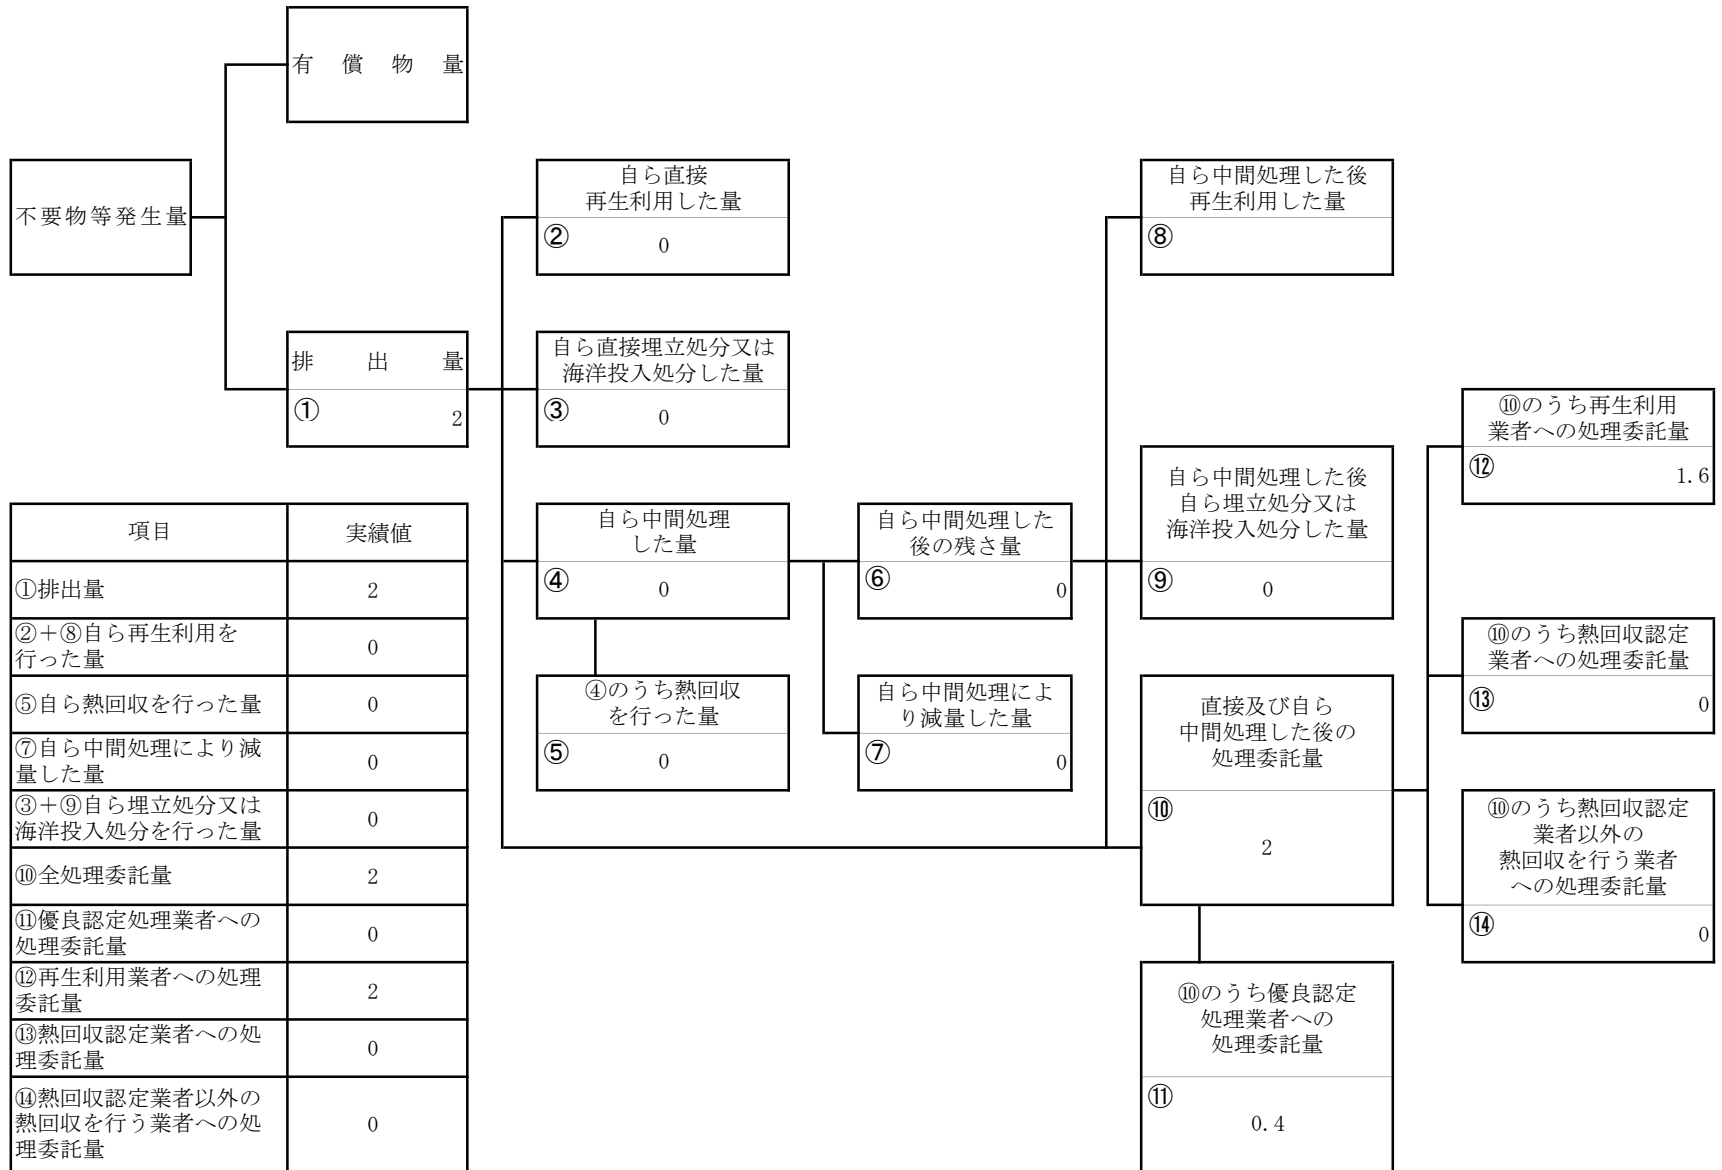 有償物量
不要物等発生量
排出量
①
2
自ら直接
再生利用した量
②
0
自ら直接埋立処分又は
海洋投入処分した量
③
0
自ら中間処理
した量
④
0
④のうち熱回収
を行った量
⑤
0
自ら中間処理した
後の残さ量
⑥
0
自ら中間処理によ
り減量した量
⑦
0
自ら中間処理した後
再生利用した量
⑧
自ら中間処理した後
自ら埋立処分又は
海洋投入処分した量
⑨
0
直接及び自ら
中間処理した後の
処理委託量
⑩
2
⑩のうち優良認定
処理業者への
処理委託量
⑪
0.4
⑩のうち再生利用
業者への処理委託量
⑫
1.6
⑩のうち熱回収認定
業者への処理委託量
⑬
0
⑩のうち熱回収認定
業者以外の
熱回収を行う業者
への処理委託量
⑭
0
項目 実績値
①排出量 2
②+⑧自ら再生利用を
行った量 0
⑤自ら熱回収を行った量 0
⑦自ら中間処理により減
量した量 0
③+⑨自ら埋立処分又は
海洋投入処分を行った量 0
⑩全処理委託量 2
⑪優良認定処理業者への
処理委託量 0
⑫再生利用業者への処理
委託量 2
⑬熱回収認定業者への処
理委託量 0
⑭熱回収認定業者以外の
熱回収を行う業者への処
理委託量 0